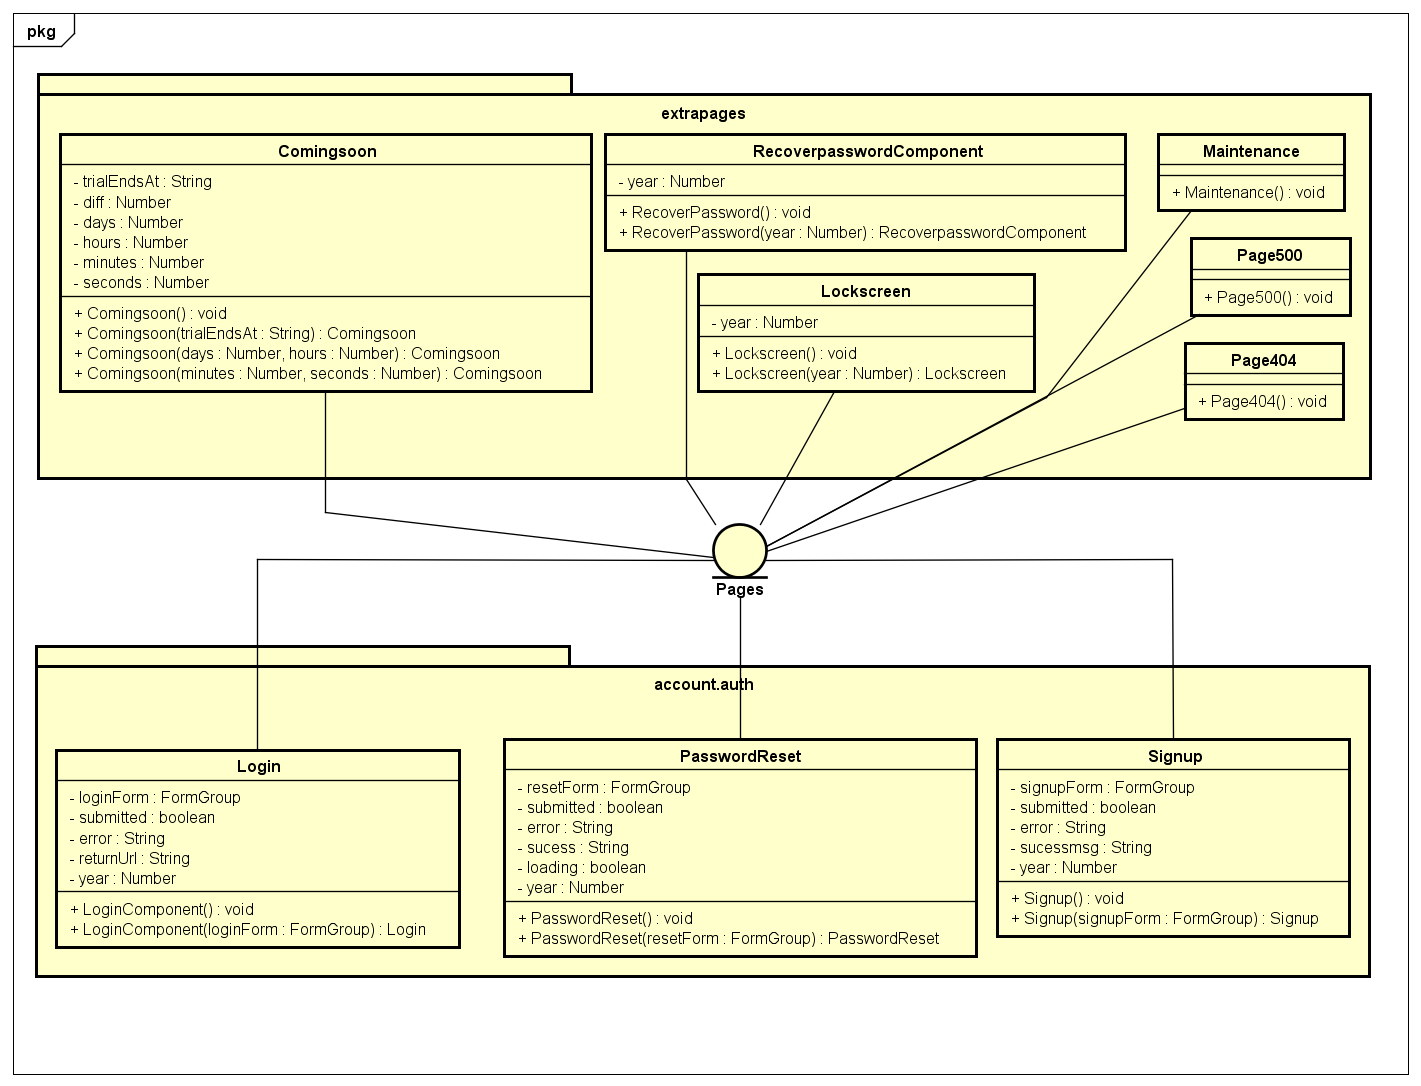 pkg
extrapages
Comingsoon
- trialEndsAt : String
- diff : Number
- days : Number
- hours : Number
- minutes : Number
- seconds : Number
+ Comingsoon() : void
+ Comingsoon(trialEndsAt : String) : Comingsoon
+ Comingsoon(days : Number, hours : Number) : Comingsoon
+ Comingsoon(minutes : Number, seconds : Number) : Comingsoon
RecoverpasswordComponent
- year : Number
+ RecoverPassword() : void
+ RecoverPassword(year : Number) : RecoverpasswordComponent
Lockscreen
- year : Number
+ Lockscreen() : void
+ Lockscreen(year : Number) : Lockscreen
Maintenance
+ Maintenance() : void
Page500
+ Page500() : void
Page404
+ Page404() : void
Pages
account.auth
Login
- loginForm : FormGroup
- submitted : boolean
- error : String
- returnUrl : String
- year : Number
+ LoginComponent() : void
+ LoginComponent(loginForm : FormGroup) : Login
PasswordReset
- resetForm : FormGroup
- submitted : boolean
- error : String
- sucess : String
- loading : boolean
- year : Number
+ PasswordReset() : void
+ PasswordReset(resetForm : FormGroup) : PasswordReset
Signup
- signupForm : FormGroup
- submitted : boolean
- error : String
- sucessmsg : String
- year : Number
+ Signup() : void
+ Signup(signupForm : FormGroup) : Signup